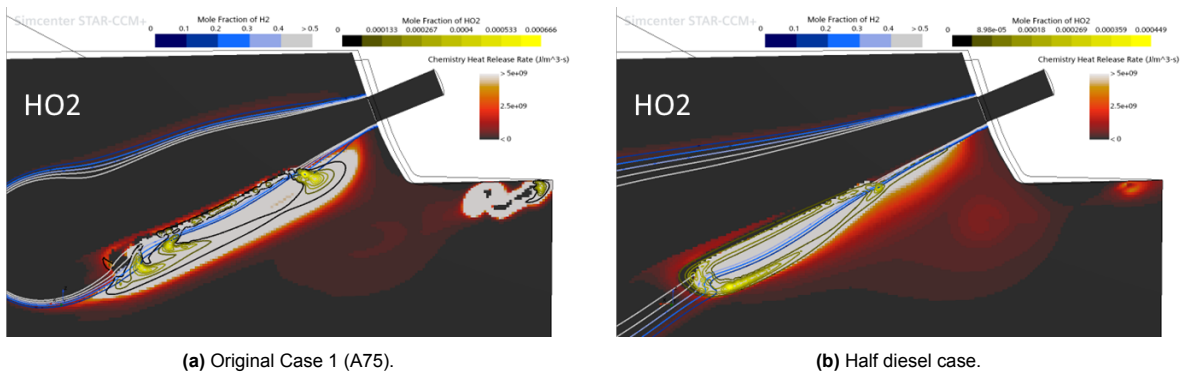 Simcenter STAR-CCM+
Mole Fraction of H2
0 0.1 0.2 0.3 0.4 > 0.5
Mole Fraction of HO2
0 0.000133 0.000267 0.0004 0.000533 0.000666
Chemistry Heat Release Rate (J/m^3-s)
> 5e+09
2.5e+09
< 0
HO2
(a) Original Case 1 (A75).
Simcenter STAR-CCM+
Mole Fraction of H2
0 0.1 0.2 0.3 0.4 > 0.5
Mole Fraction of HO2
0 8.98e-05 0.00018 0.000269 0.000359 0.000449
Chemistry Heat Release Rate (J/m^3-s)
> 5e+09
2.5e+09
< 0
HO2
(b) Half diesel case.